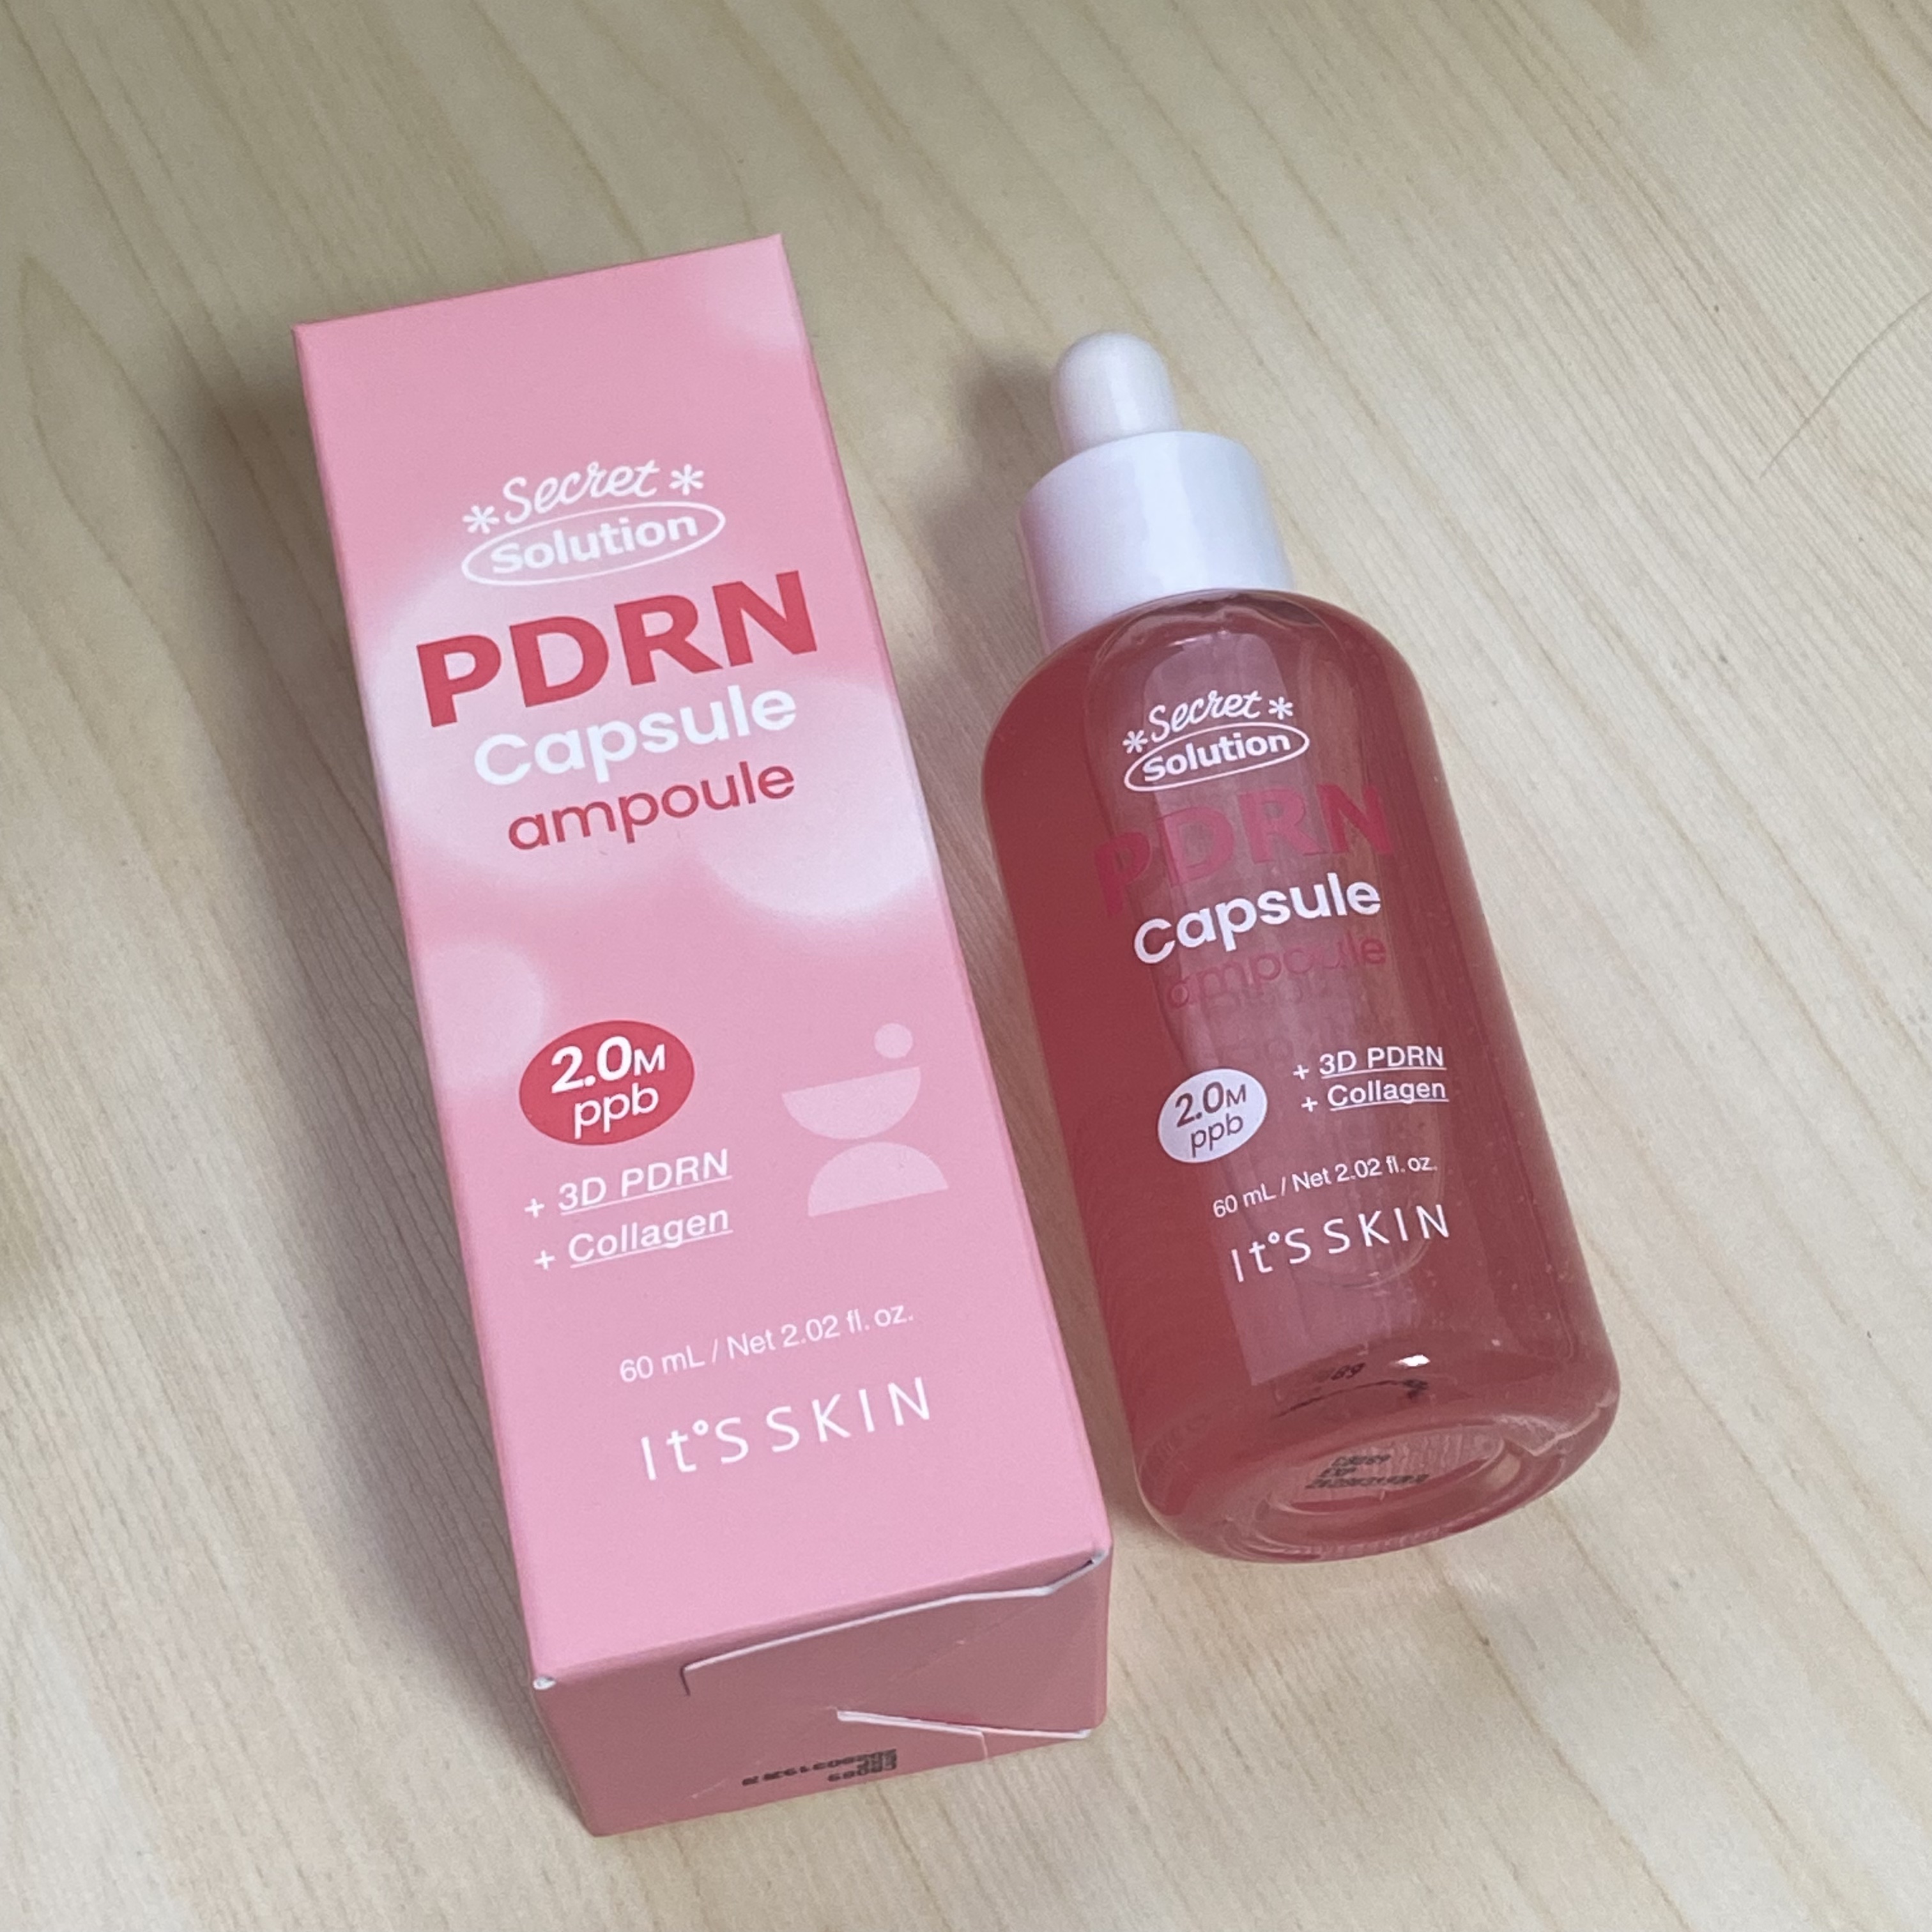 *Secret*
Solution
PDRN
Capsule
ampoule
2.0M
ppb
+ 3D PDRN
+ Collagen
60 mL / Net 2.02 fl. oz.
It'S SKIN
*Secret*
Solution
PDRN
Capsule
ampoule
2.0M
ppb
+ 3D PDRN
+ Collagen
60 mL / Net 2.02 fl. oz.
It'S SKIN
EXP